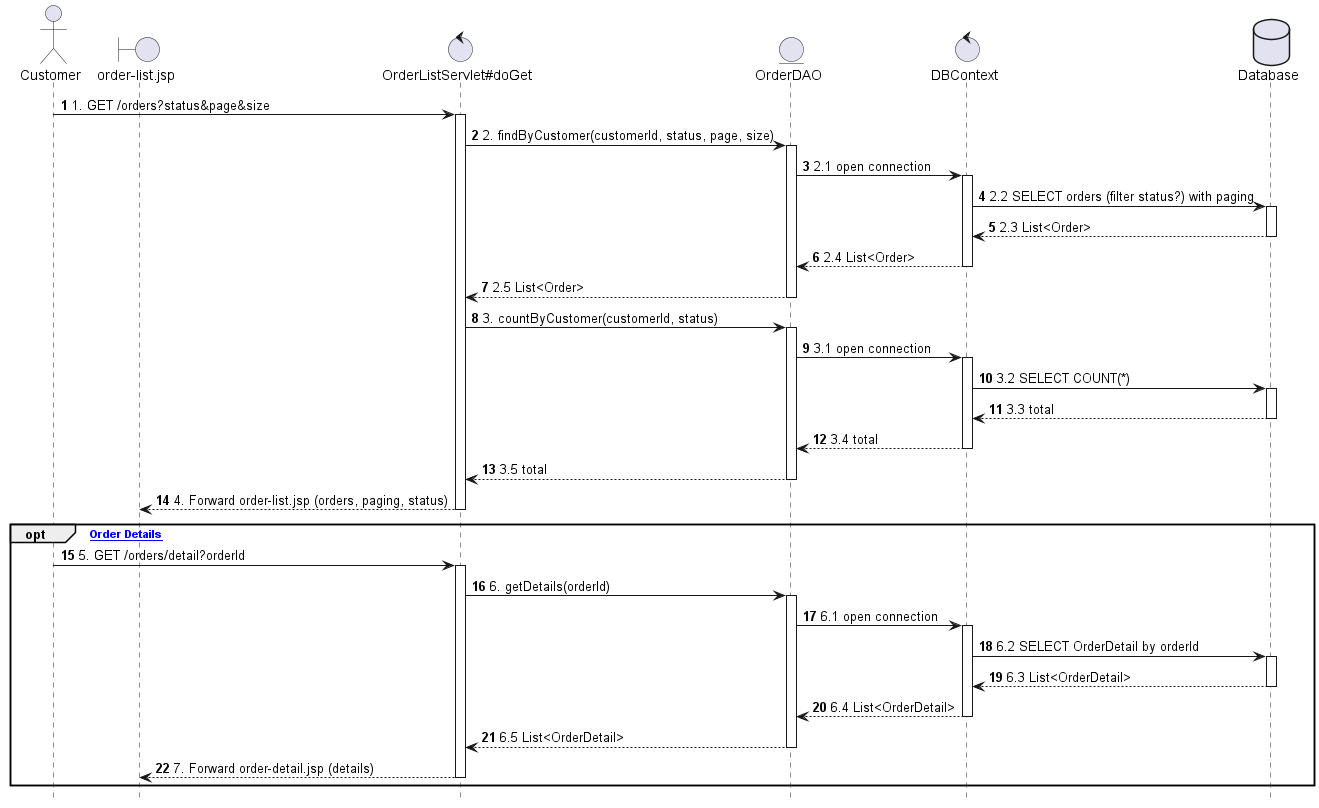 Customer
order-list.jsp
OrderListServlet#doGet
OrderDAO
DBContext
Database
1 1. GET /orders?status&page&size
2 2. findByCustomer(customerId, status, page, size)
3 2.1 open connection
4 2.2 SELECT orders (filter status?) with paging
5 2.3 List<Order>
6 2.4 List<Order>
7 2.5 List<Order>
8 3. countByCustomer(customerId, status)
9 3.1 open connection
10 3.2 SELECT COUNT(*)
11 3.3 total
12 3.4 total
13 3.5 total
14 4. Forward order-list.jsp (orders, paging, status)
opt Order Details
15 5. GET /orders/detail?orderId
16 6. getDetails(orderId)
17 6.1 open connection
18 6.2 SELECT OrderDetail by orderId
19 6.3 List<OrderDetail>
20 6.4 List<OrderDetail>
21 6.5 List<OrderDetail>
22 7. Forward order-detail.jsp (details)